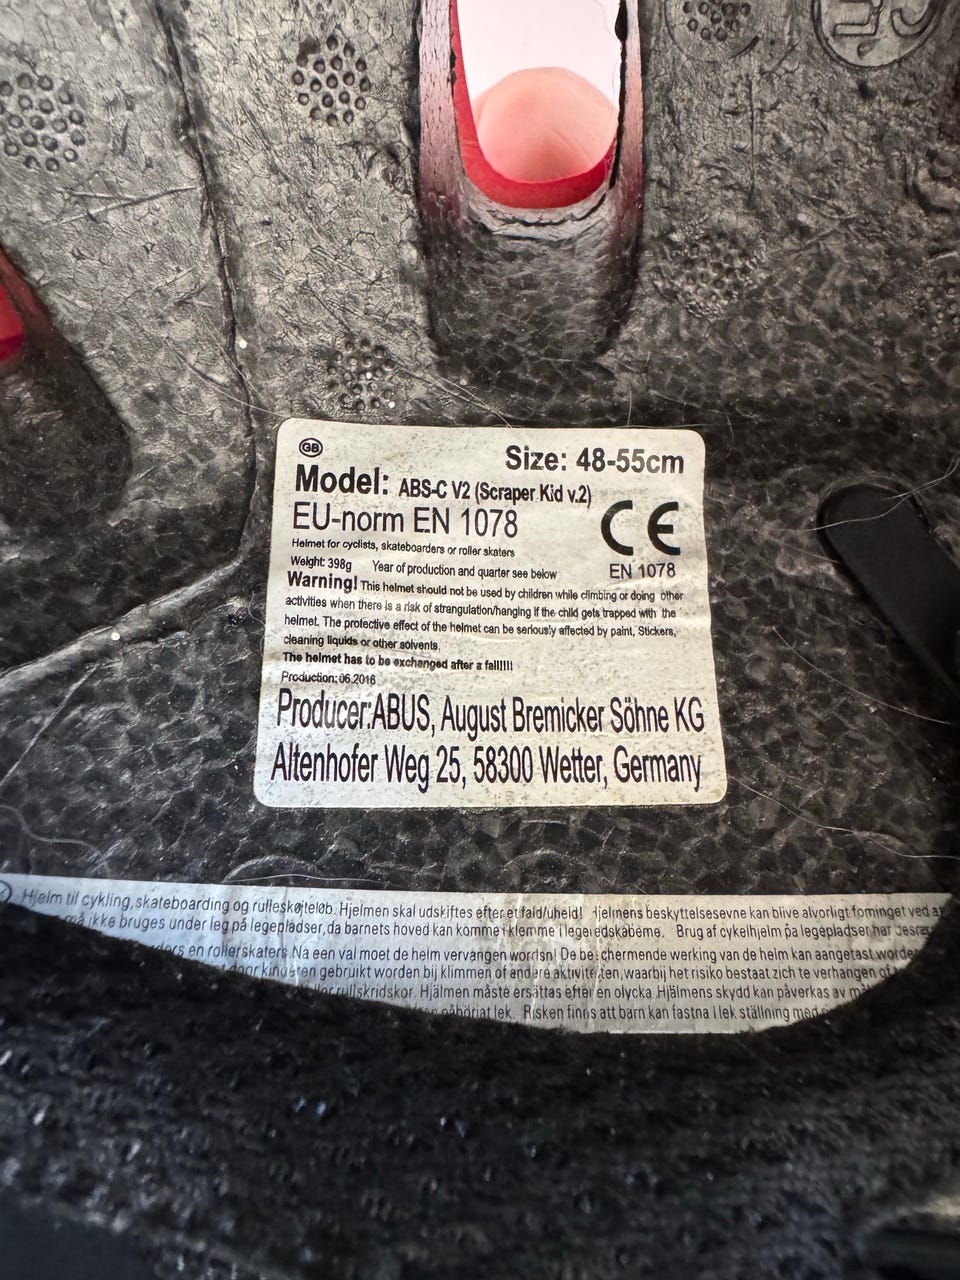 CE
GB
Size: 48-55cm
Model: ABS-C V2 (Scraper Kid v.2)
EU-norm EN 1078
CE
Helmet for cyclists, skateboarders or roller skaters
EN 1078
Weight: 398g Year of production and quarter see below
Warning! This helmet should not be used by children while climbing or doing other
activities when there is a risk of strangulation/hanging if the child gets trapped with the
helmet. The protective effect of the helmet can be seriously affected by paint, Stickers,
cleaning liquids or other solvents.
The helmet has to be exchanged after a fall!!!!!
Production: 06.2016
Producer:ABUS, August Bremicker Söhne KG
Altenhofer Weg 25, 58300 Wetter, Germany
Hjelm til cykling, skateboarding og rulleskøjteløb. Hjelmen skal udskiftes efter et fald/uheld! Hjelmens beskyttelsesevne kan blive alvorligt forringet ved
må ikke bruges under leg på legepladser, da barnets hoved kan komme i klemme i legeredskaberne. Brug af cykelhjelm på legepladser har
en rollerskaters. Na een val moet de helm vervangen worden! De beschermende werking van de helm kan aangetast worden
door kinderen gebruikt worden bij klimmen of andere aktiviteiten, waarbij het risiko bestaat zich te verhangen of
rullskridskor. Hjälmen måste ersättas efter en olycka. Hjälmens skydd kan påverkas av
lek. Risken finns att barn kan fastna i lek ställning med